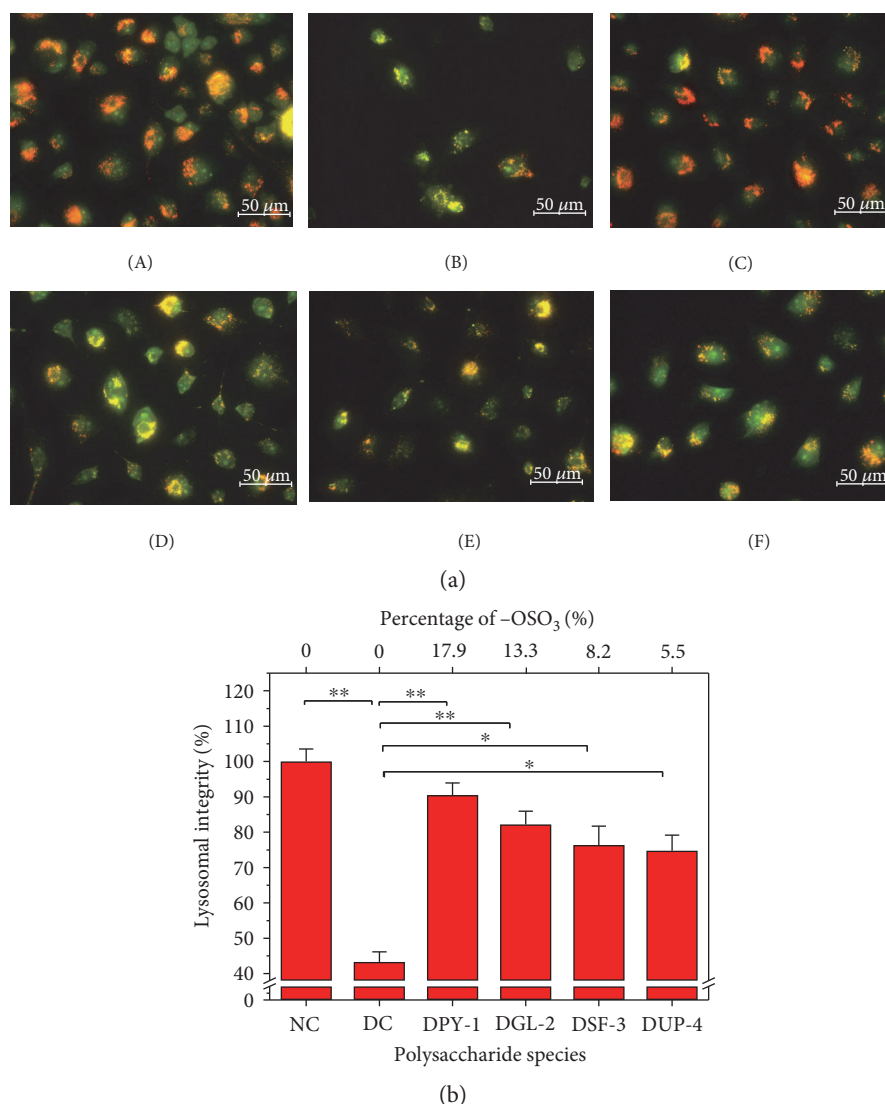 50 µm
50 µm
50 µm
(A)
(B)
(C)
50 µm
50 µm
50 µm
(D)
(E)
(F)
(a)
Percentage of –OSO3 (%)
0 0 17.9 13.3 8.2 5.5
120
110
100
90
80
70
60
50
40
0
Lysosomal integrity (%)
** **
**
*
*
NC DC DPY-1 DGL-2 DSF-3 DUP-4
Polysaccharide species
(b)